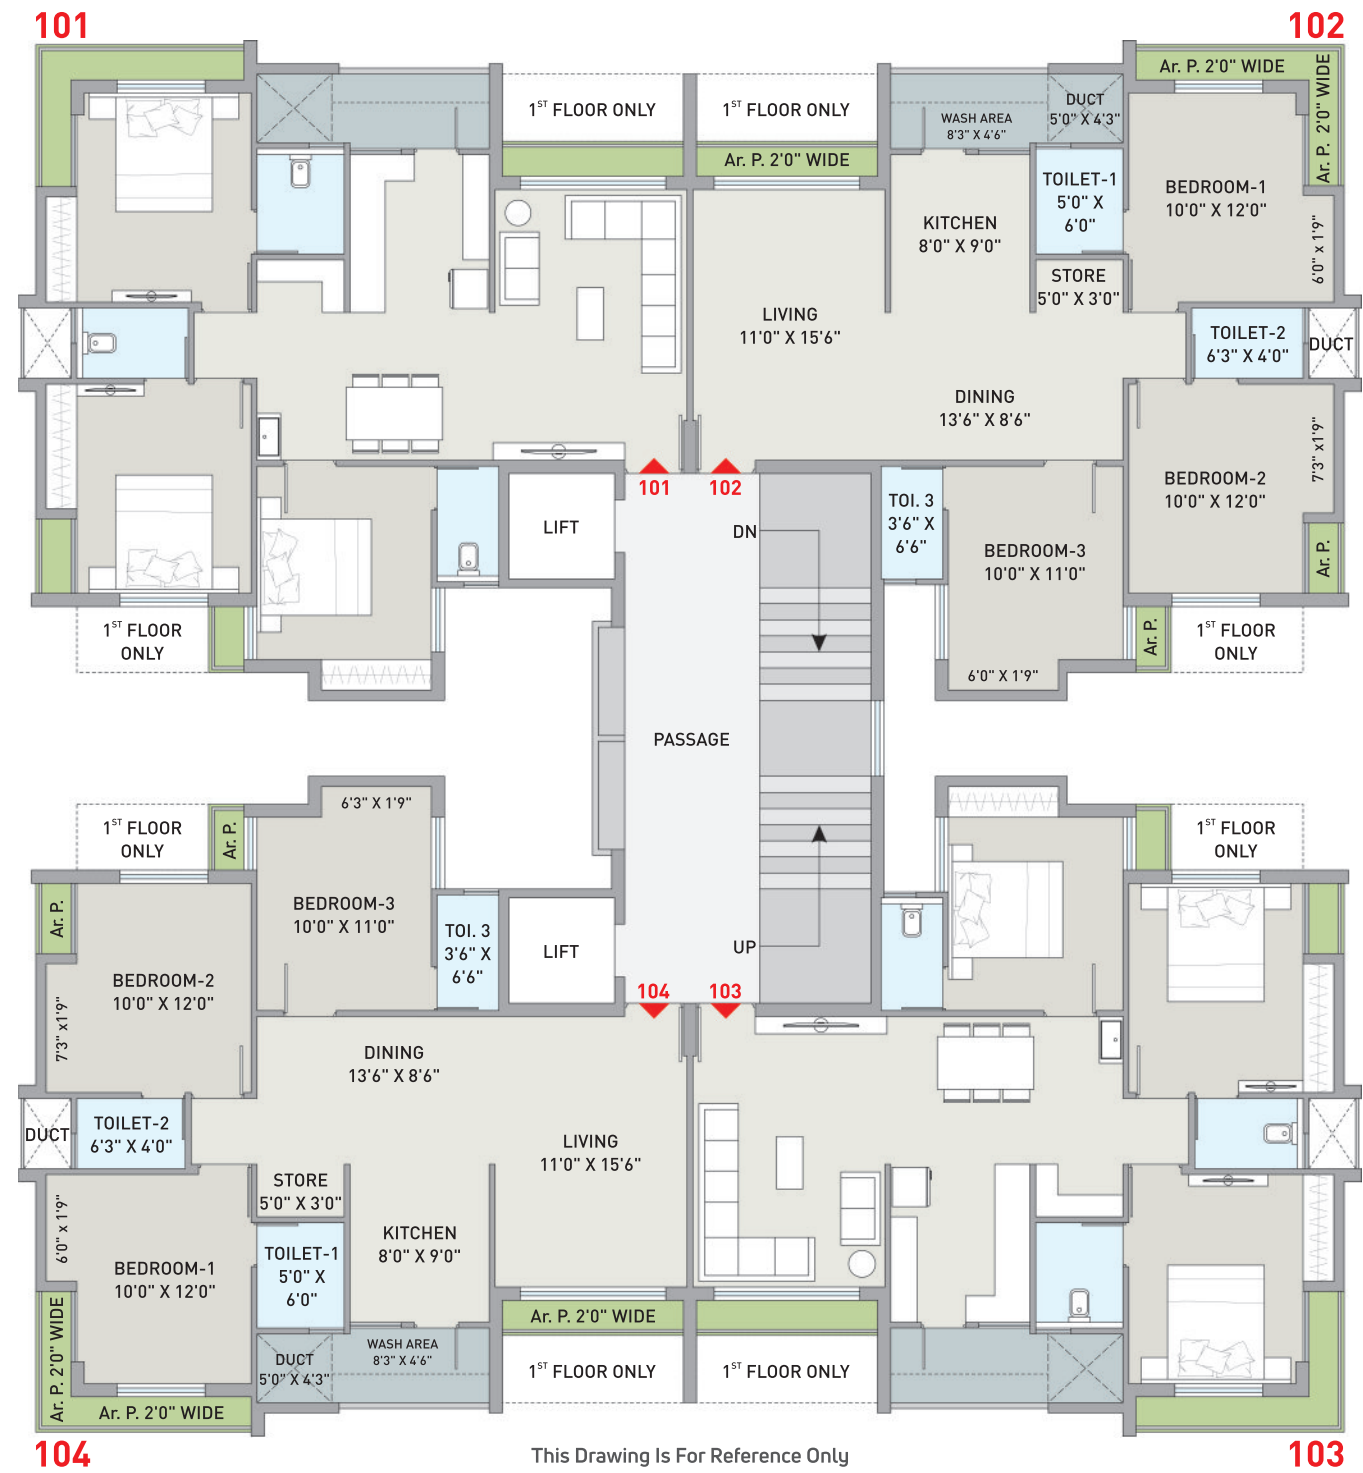 101
102
Ar. P. 2'0" WIDE
Ar. P. 2'0" WIDE
1ST FLOOR ONLY
1ST FLOOR ONLY
DUCT
5'0" X 4'3"
WASH AREA
8'3" X 4'6"
Ar. P. 2'0" WIDE
TOILET-1
5'0" X
6'0"
BEDROOM-1
10'0" X 12'0"
KITCHEN
8'0" X 9'0"
6'0" x 1'9"
STORE
5'0" X 3'0"
LIVING
11'0" X 15'6"
TOILET-2
6'3" X 4'0"
DUCT
DINING
13'6" X 8'6"
7'3" x1'9"
BEDROOM-2
10'0" X 12'0"
101
102
LIFT
DN
TOI. 3
3'6" X
6'6"
BEDROOM-3
10'0" X 11'0"
Ar. P.
1ST FLOOR
ONLY
Ar. P.
1ST FLOOR
ONLY
6'0" X 1'9"
PASSAGE
6'3" X 1'9"
1ST FLOOR
ONLY
Ar. P.
1ST FLOOR
ONLY
Ar. P.
BEDROOM-3
10'0" X 11'0"
TOI. 3
3'6" X
6'6"
LIFT
UP
BEDROOM-2
10'0" X 12'0"
7'3" x1'9"
104
103
DINING
13'6" X 8'6"
DUCT
TOILET-2
6'3" X 4'0"
LIVING
11'0" X 15'6"
STORE
5'0" X 3'0"
6'0" x 1'9"
KITCHEN
8'0" X 9'0"
BEDROOM-1
10'0" X 12'0"
TOILET-1
5'0" X
6'0"
Ar. P. 2'0" WIDE
Ar. P. 2'0" WIDE
WASH AREA
8'3" X 4'6"
DUCT
5'0" X 4'3"
1ST FLOOR ONLY
1ST FLOOR ONLY
Ar. P. 2'0" WIDE
104
This Drawing Is For Reference Only
103